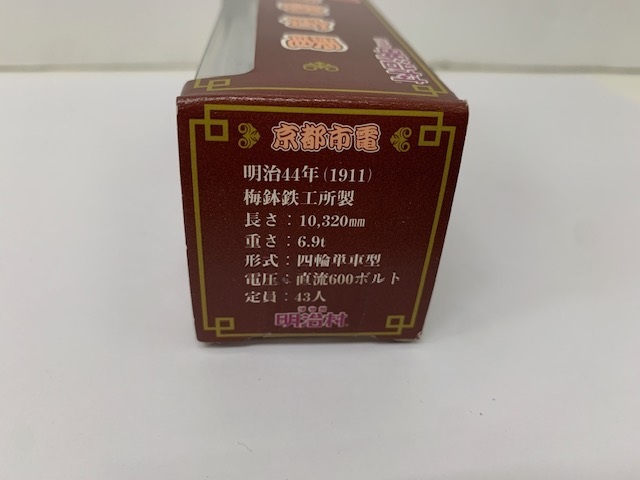 京都市電
明治44年(1911)
梅鉢鉄工所製
長さ：10,320㎜
重さ：6.9t
形式：四輪単車型
電圧：直流600ボルト
定員：43人
明治村